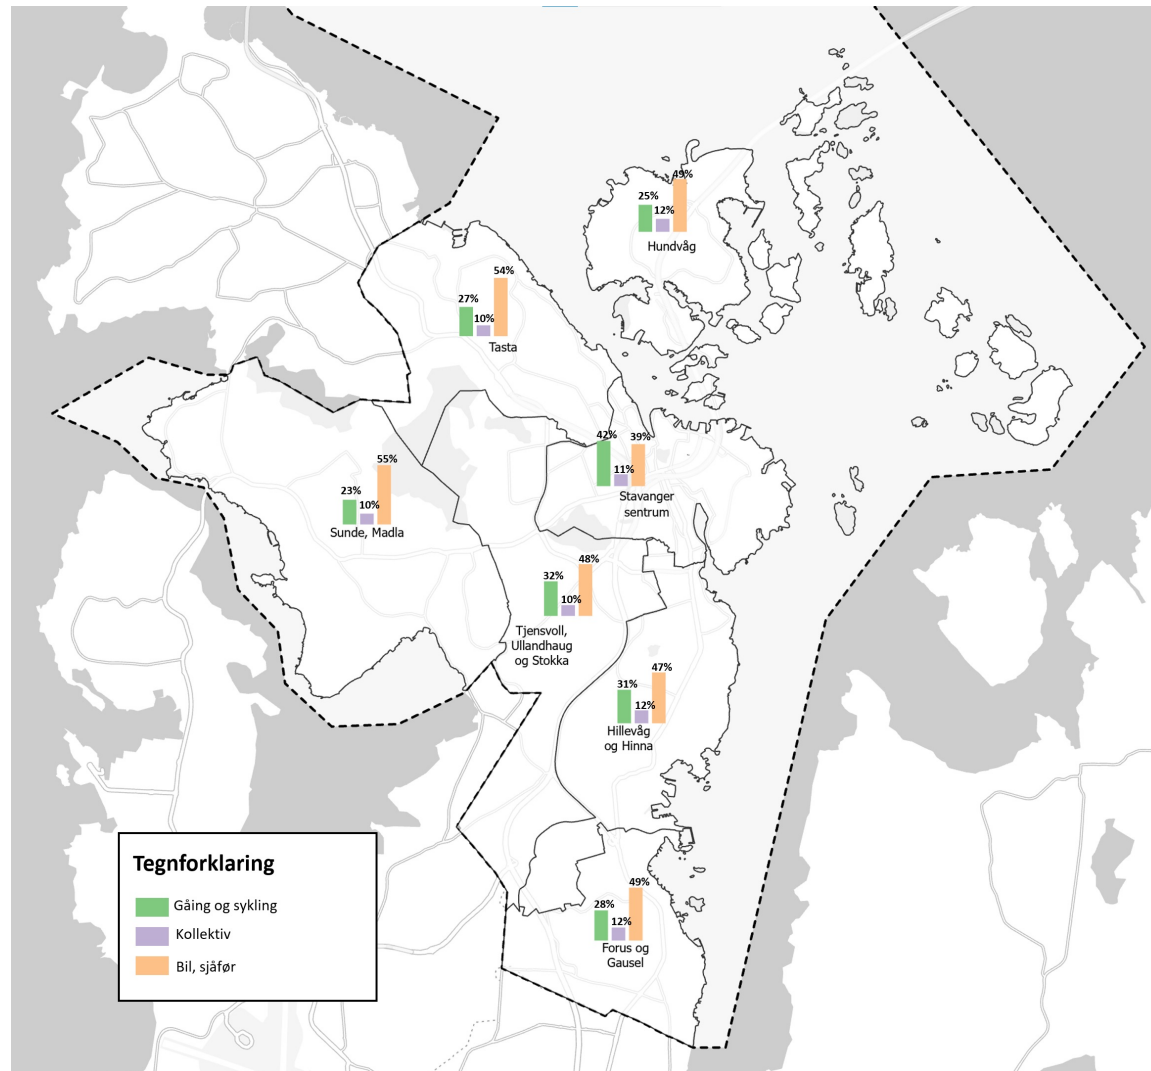 49%
25%
12%
Hundvåg
54%
27%
10%
Tasta
42%
39%
11%
Stavanger
sentrum
55%
23%
10%
Sunde, Madla
48%
32%
10%
Tjensvoll,
Ullandhaug
og Stokka
47%
31%
12%
Hillevåg
og Hinna
49%
28%
12%
Forus og
Gausel
Tegnforklaring
Gåing og sykling
Kollektiv
Bil, sjåfør